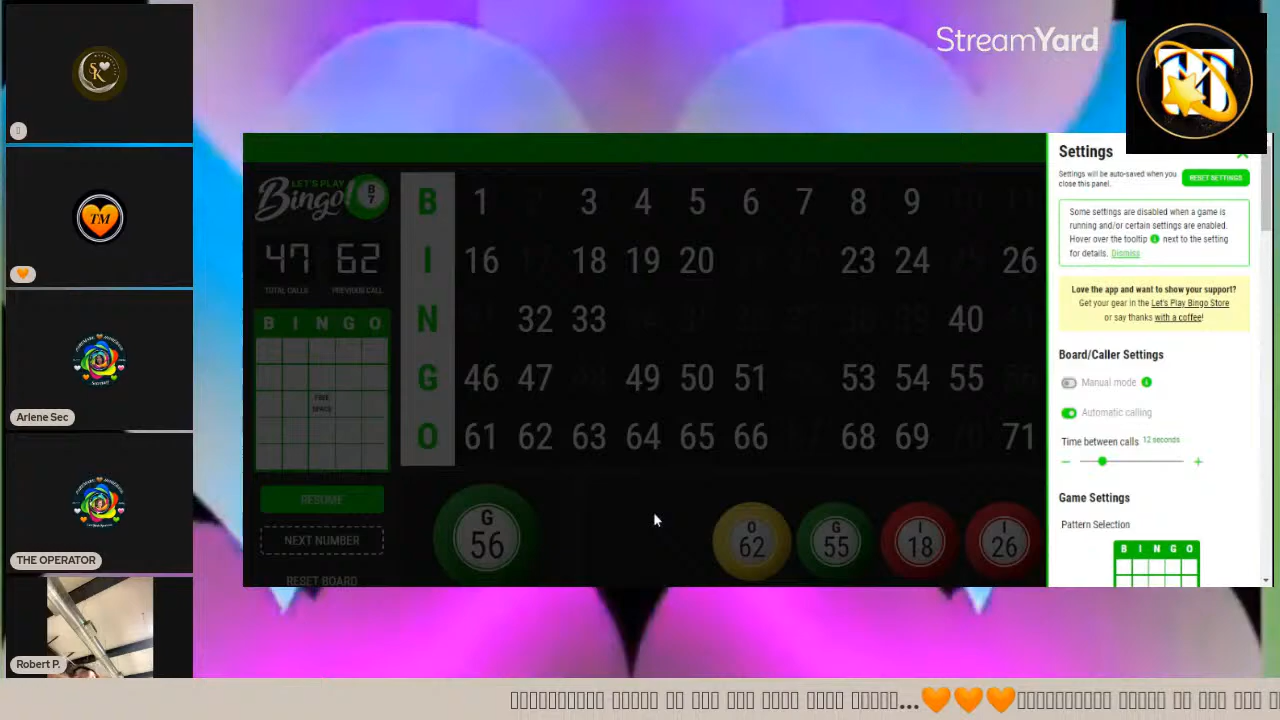 StreamYard
SK
TM
Arlene Sec
THE OPERATOR
Robert P.
LET'S PLAY
Bingo
B
7
47 62
TOTAL CALLS PREVIOUS CALL
B I N G O
FREE
SPACE
RESUME
NEXT NUMBER
RESET BOARD
B 1 3 4 5 6 7 8 9
I 16 18 19 20 23 24 26
N 32 33 40
G 46 47 49 50 51 53 54 55
O 61 62 63 64 65 66 68 69 71
G
56
O
62
G
55
I
18
I
26
Settings
Settings will be auto-saved when you
close this panel.
RESET SETTINGS
Some settings are disabled when a game is
running and/or certain settings are enabled.
Hover over the tooltip next to the setting
for details. Dismiss
Love the app and want to show your support?
Get your gear in the Let's Play Bingo Store
or say thanks with a coffee!
Board/Caller Settings
Manual mode
Automatic calling
Time between calls 12 seconds
Game Settings
Pattern Selection
B I N G O